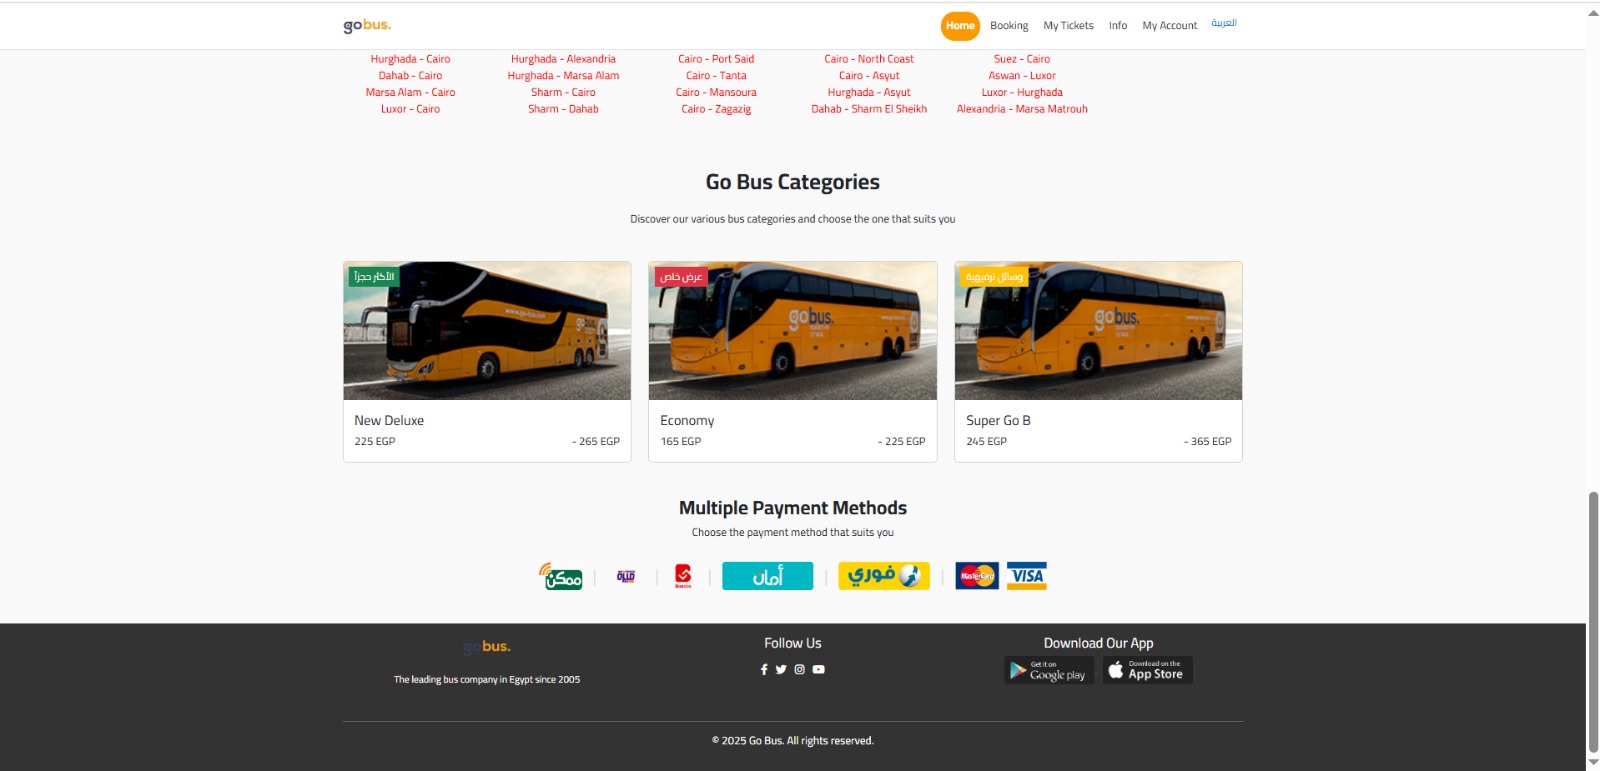 gobus.
Home Booking My Tickets Info My Account العربية
Hurghada - Cairo Hurghada - Alexandria Cairo - Port Said Cairo - North Coast Suez - Cairo
Dahab - Cairo Hurghada - Marsa Alam Cairo - Tanta Cairo - Asyut Aswan - Luxor
Marsa Alam - Cairo Sharm - Cairo Cairo - Mansoura Hurghada - Asyut Luxor - Hurghada
Luxor - Cairo Sharm - Dahab Cairo - Zagazig Dahab - Sharm El Sheikh Alexandria - Marsa Matrouh
Go Bus Categories
Discover our various bus categories and choose the one that suits you
الأكثر حجزاً
gobus.
New Deluxe
225 EGP - 265 EGP
عرض خاص
gobus.
Economy
165 EGP - 225 EGP
وسائل ترفيهية
gobus.
Super Go B
245 EGP - 365 EGP
Multiple Payment Methods
Choose the payment method that suits you
ممكن
أمان
فوري
MasterCard
VISA
gobus.
The leading bus company in Egypt since 2005
Follow Us
Download Our App
Get it on
Google play
Download on the
App Store
© 2025 Go Bus. All rights reserved.